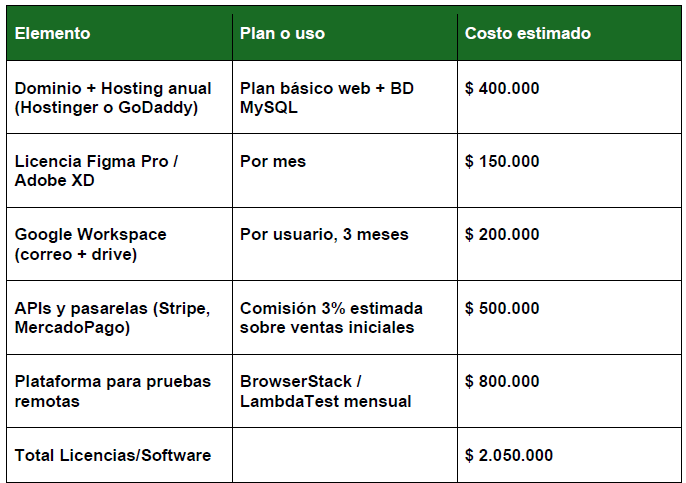 Elemento Plan o uso Costo estimado
Dominio + Hosting anual Plan básico web + BD $ 400.000
(Hostinger o GoDaddy) MySQL
Licencia Figma Pro / Por mes $ 150.000
Adobe XD
Google Workspace Por usuario, 3 meses $ 200.000
(correo + drive)
APIs y pasarelas (Stripe, Comisión 3% estimada $ 500.000
MercadoPago) sobre ventas iniciales
Plataforma para pruebas BrowserStack / $ 800.000
remotas LambdaTest mensual
Total Licencias/Software $ 2.050.000